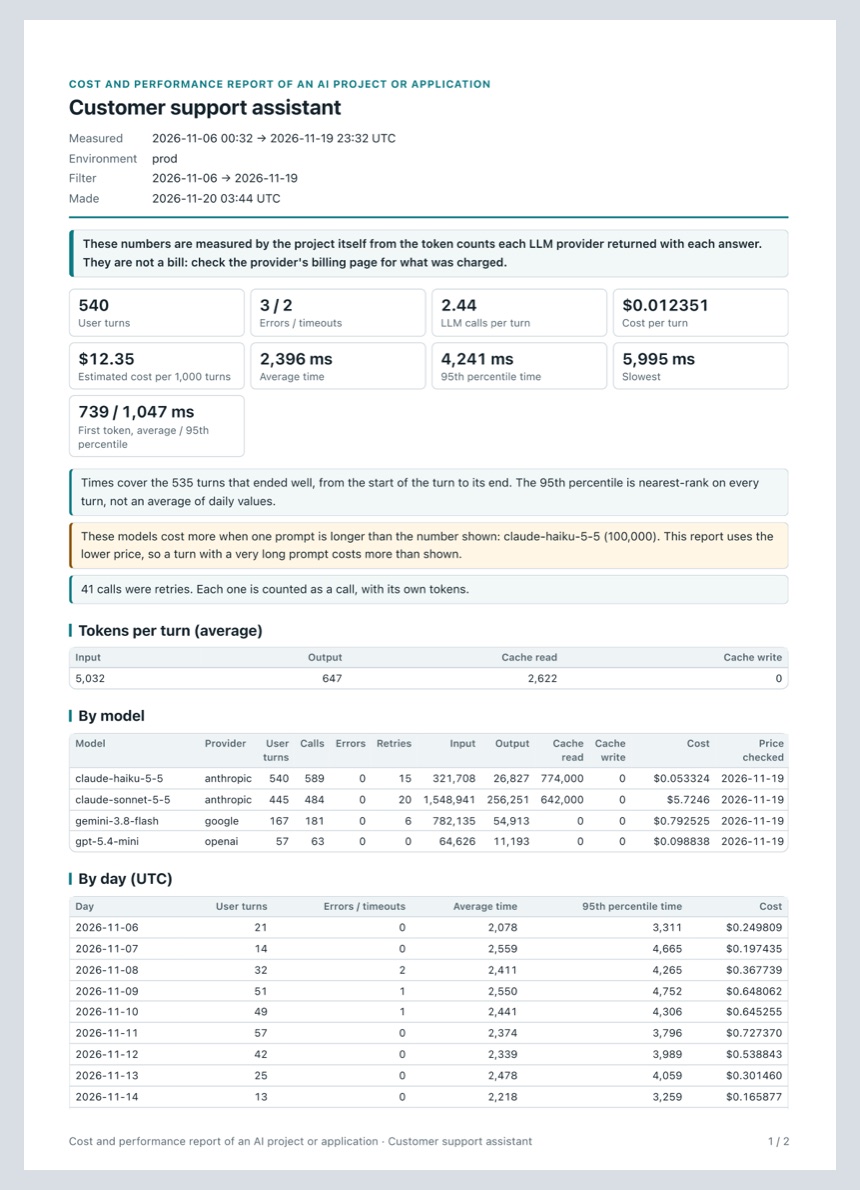 COST AND PERFORMANCE REPORT OF AN AI PROJECT OR APPLICATION
Customer support assistant
Measured 2026-11-06 00:32 → 2026-11-19 23:32 UTC
Environment prod
Filter 2026-11-06 → 2026-11-19
Made 2026-11-20 03:44 UTC
These numbers are measured by the project itself from the token counts each LLM provider returned with each answer.
They are not a bill: check the provider's billing page for what was charged.
540 3 / 2 2.44 $0.012351
User turns Errors / timeouts LLM calls per turn Cost per turn
$12.35 2,396 ms 4,241 ms 5,995 ms
Estimated cost per 1,000 turns Average time 95th percentile time Slowest
739 / 1,047 ms
First token, average / 95th
percentile
Times cover the 535 turns that ended well, from the start of the turn to its end. The 95th percentile is nearest-rank on every
turn, not an average of daily values.
These models cost more when one prompt is longer than the number shown: claude-haiku-5-5 (100,000). This report uses the
lower price, so a turn with a very long prompt costs more than shown.
41 calls were retries. Each one is counted as a call, with its own tokens.
Tokens per turn (average)
Input Output Cache read Cache write
5,032 647 2,622 0
By model
Model Provider User Calls Errors Retries Input Output Cache Cache Cost Price
turns read write checked
claude-haiku-5-5 anthropic 540 589 0 15 321,708 26,827 774,000 0 $0.053324 2026-11-19
claude-sonnet-5-5 anthropic 445 484 0 20 1,548,941 256,251 642,000 0 $5.7246 2026-11-19
gemini-3.8-flash google 167 181 0 6 782,135 54,913 0 0 $0.792525 2026-11-19
gpt-5.4-mini openai 57 63 0 0 64,626 11,193 0 0 $0.098838 2026-11-19
By day (UTC)
Day User turns Errors / timeouts Average time 95th percentile time Cost
2026-11-06 21 0 2,078 3,311 $0.249809
2026-11-07 14 0 2,559 4,665 $0.197435
2026-11-08 32 2 2,411 4,265 $0.367739
2026-11-09 51 1 2,550 4,752 $0.648062
2026-11-10 49 1 2,441 4,306 $0.645255
2026-11-11 57 0 2,374 3,796 $0.727370
2026-11-12 42 0 2,339 3,989 $0.538843
2026-11-13 25 0 2,478 4,059 $0.301460
2026-11-14 13 0 2,218 3,259 $0.165877
Cost and performance report of an AI project or application · Customer support assistant 1 / 2